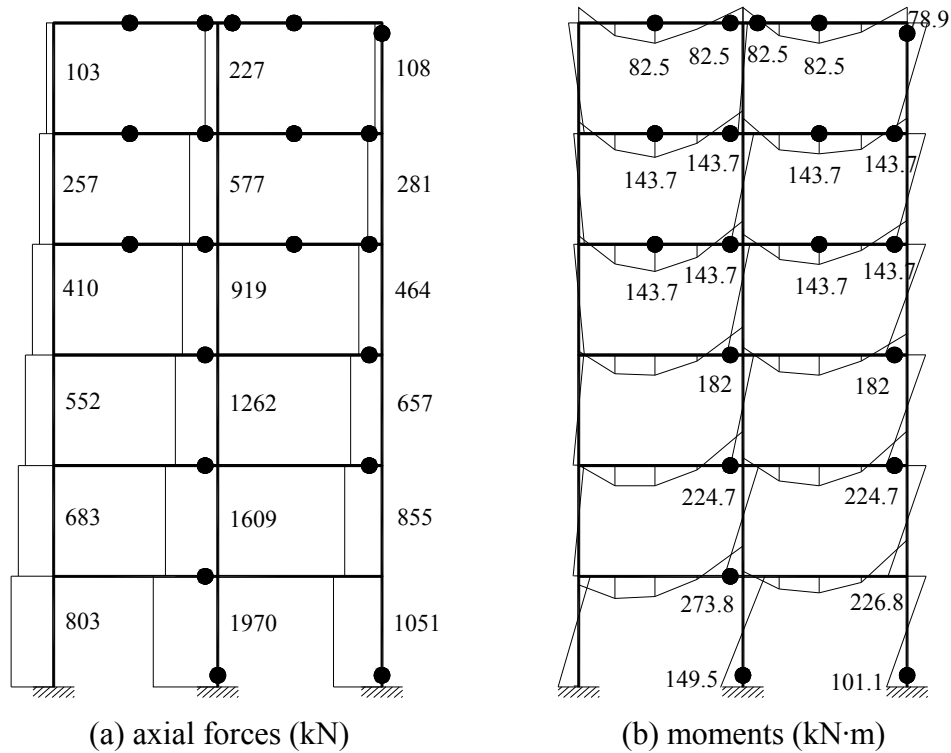 78.9
103 227 108
82.5 82.5 82.5 82.5
257 577 281
143.7 143.7 143.7 143.7
410 919 464
143.7 143.7 143.7 143.7
552 1262 657
182 182
683 1609 855
224.7 224.7
803 1970 1051
273.8 226.8
149.5 101.1
(a) axial forces (kN)
(b) moments (kN·m)